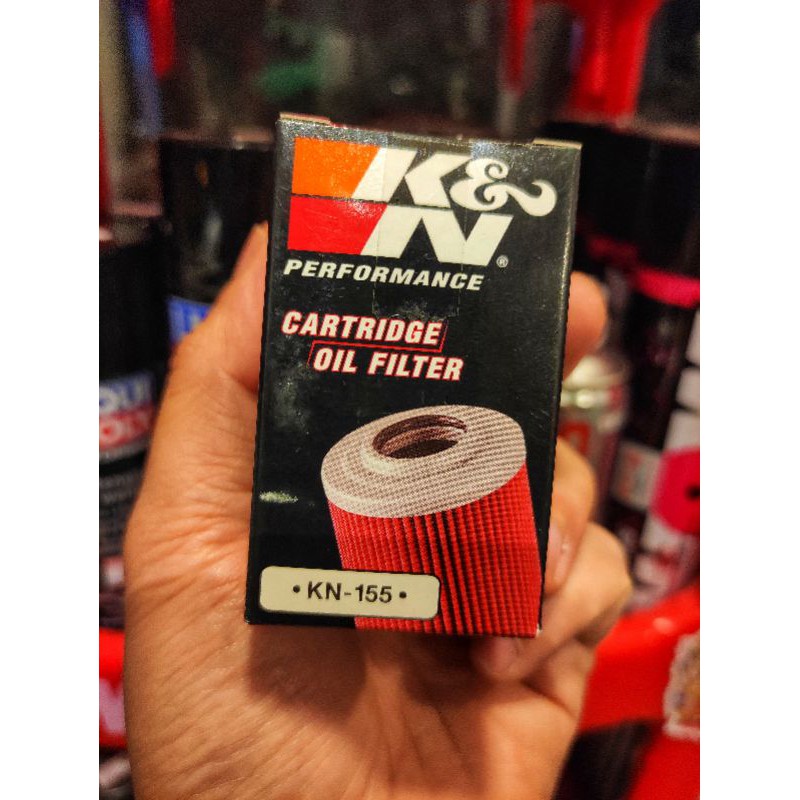 K&
N®
PERFORMANCE
CARTRIDGE
OIL FILTER
• KN-155 •